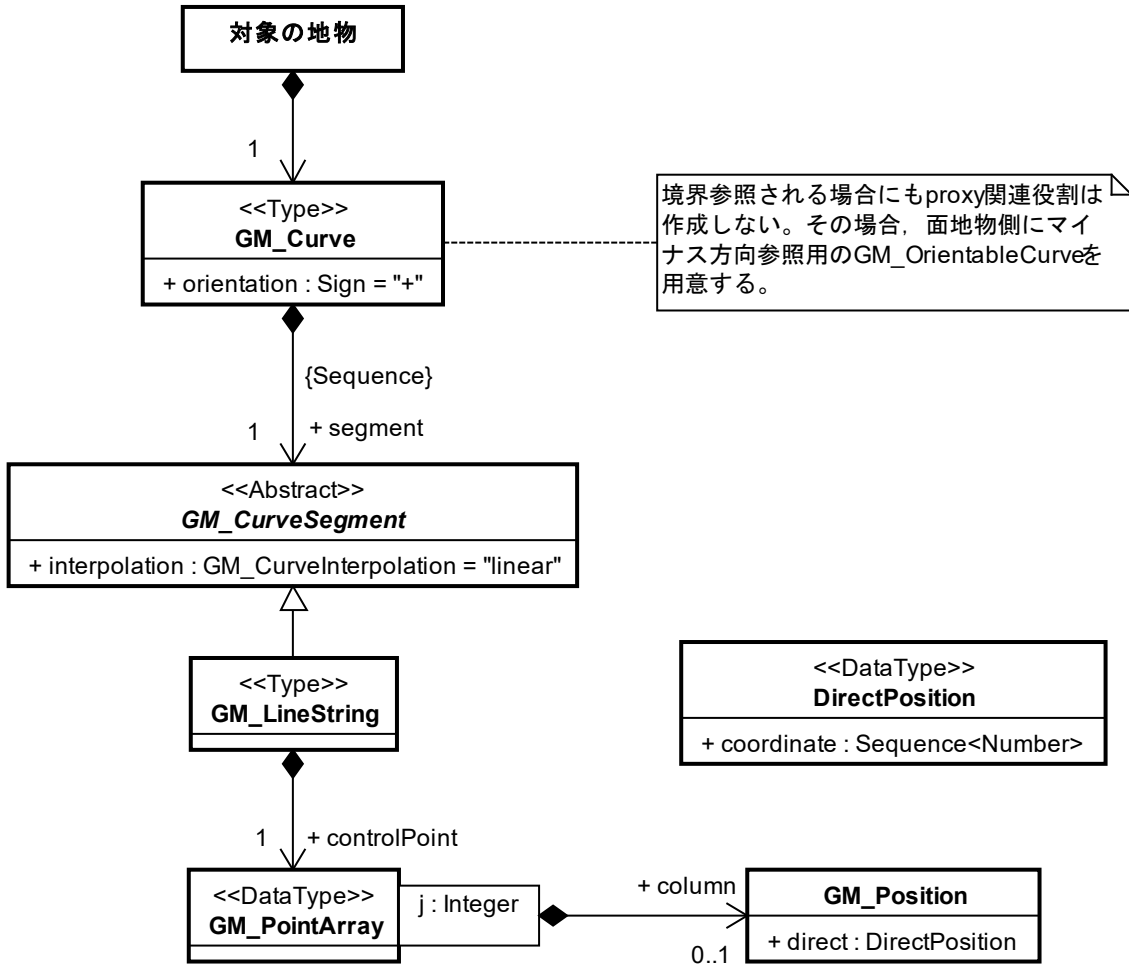 対象の地物
1
<<Type>>
GM_Curve
+ orientation : Sign = "+"
境界参照される場合にもproxy関連役割は
作成しない。その場合，面地物側にマイ
ナス方向参照用のGM_OrientableCurveを
用意する。
{Sequence}
1
+ segment
<<Abstract>>
GM_CurveSegment
+ interpolation : GM_CurveInterpolation = "linear"
<<Type>>
GM_LineString
<<DataType>>
DirectPosition
+ coordinate : Sequence<Number>
1
+ controlPoint
<<DataType>>
GM_PointArray
j : Integer
+ column
0..1
GM_Position
+ direct : DirectPosition